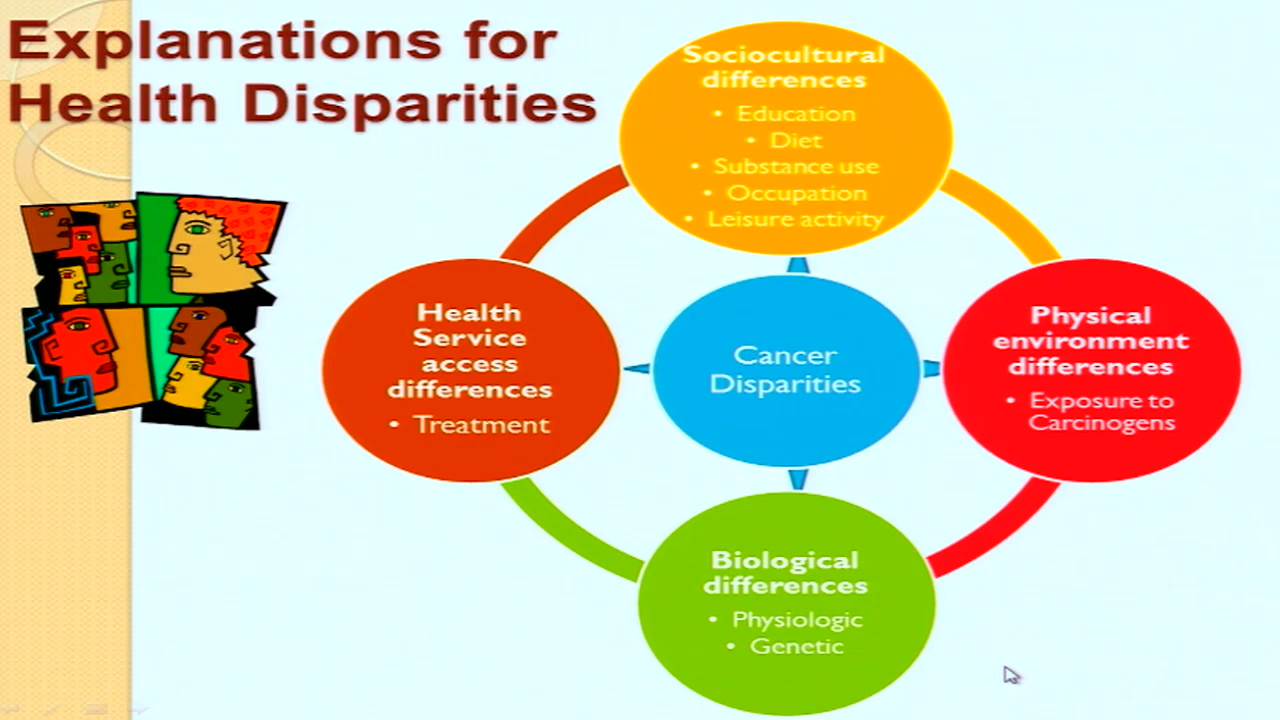 Explanations for
Health Disparities
Sociocultural
differences
• Education
• Diet
• Substance use
• Occupation
• Leisure activity
Health
Service
access
differences
• Treatment
Cancer
Disparities
Physical
environment
differences
• Exposure to
Carcinogens
Biological
differences
• Physiologic
• Genetic